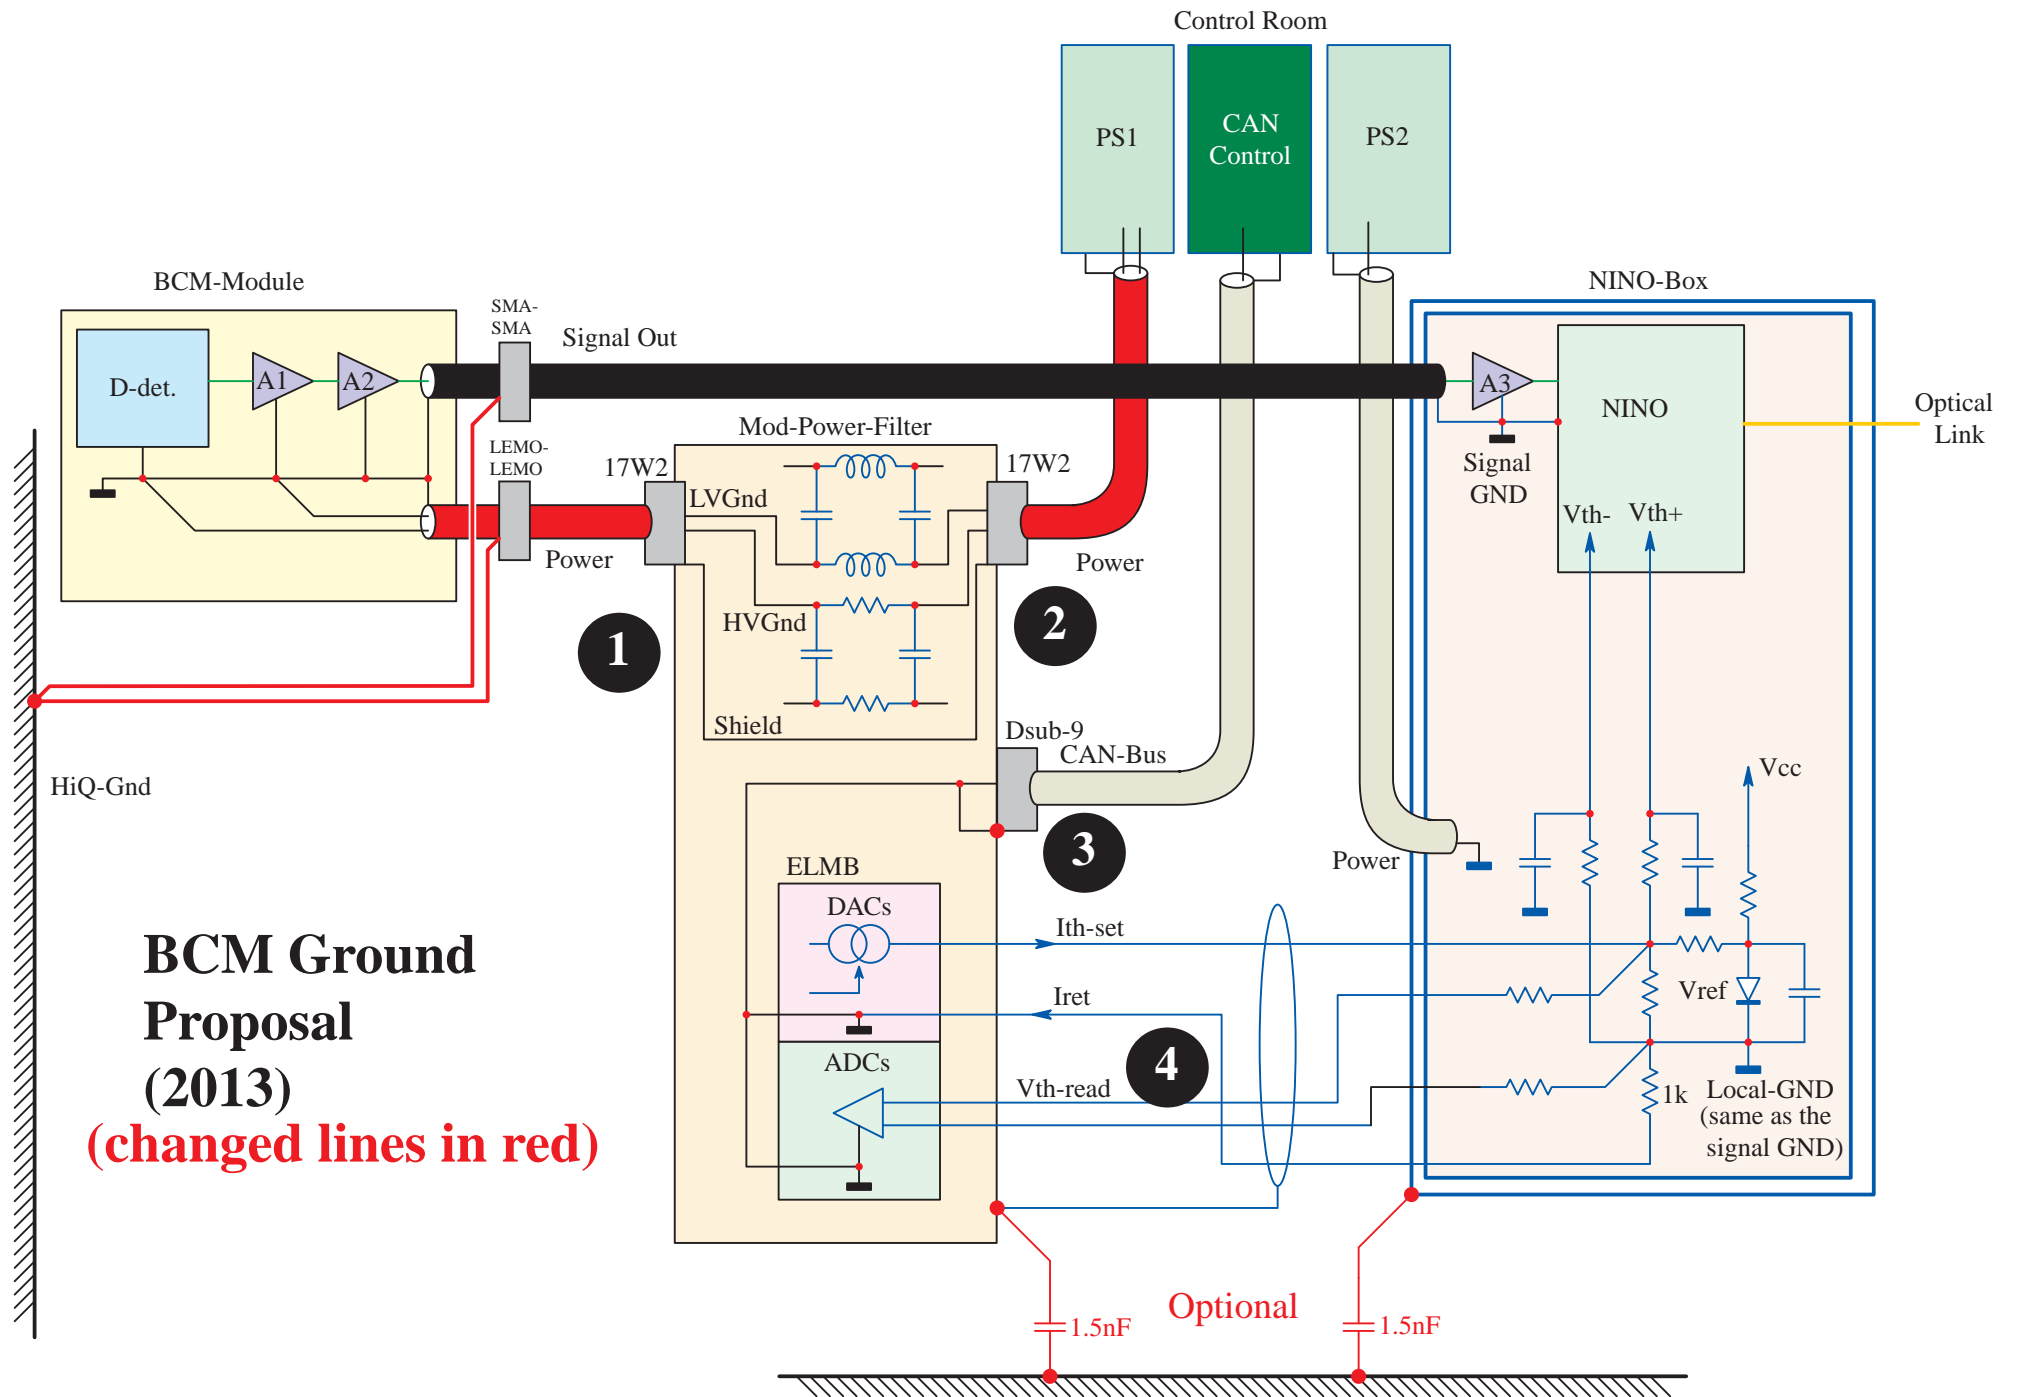 Control Room
PS1
CAN
Control
PS2
BCM-Module
NINO-Box
SMA-
SMA
Signal Out
D-det.
A1
A2
A3
NINO
Optical
Link
Mod-Power-Filter
LEMO-
LEMO
17W2
17W2
Signal
GND
LVGnd
Vth-
Vth+
Power
Power
HVGnd
1
2
Shield
Dsub-9
CAN-Bus
HiQ-Gnd
Vcc
3
Power
ELMB
DACs
Ith-set
BCM Ground
Proposal
(2013)
(changed lines in red)
Iret
Vref
4
ADCs
Vth-read
1k
Local-GND
(same as the
signal GND)
Optional
1.5nF
1.5nF